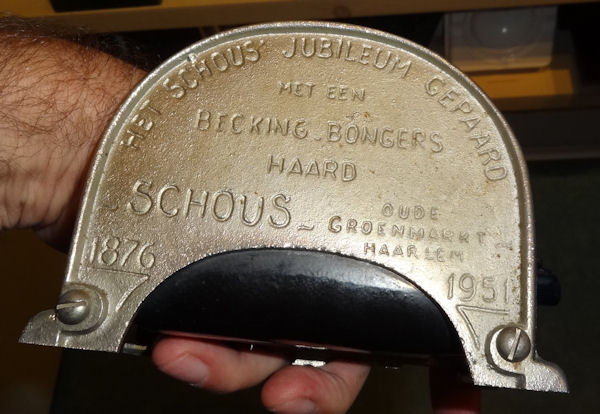 HET SCHOUS' JUBILEUM GEPAARD
MET EEN
BECKING-BONGERS
HAARD
SCHOUS
OUDE
GROENMARKT
HAARLEM
1876
1951